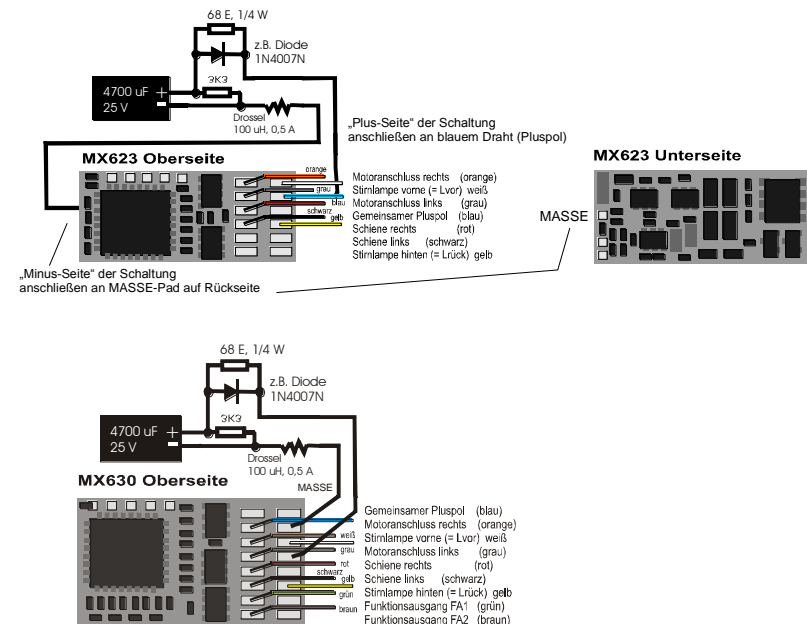 68 E, 1/4 W
z.B. Diode
1N4007N
3K3
4700 uF +
25 V
Drossel
100 uH, 0,5 A
„Plus-Seite“ der Schaltung
anschließen an blauem Draht (Pluspol)
MX623 Oberseite
MX623 Unterseite
orange
grau
blau
schwarz
gelb
Motoranschluss rechts (orange)
Stirnlampe vorne (= Lvor) weiß
Motoranschluss links (grau)
Gemeinsamer Pluspol (blau)
Schiene rechts (rot)
Schiene links (schwarz)
Stirnlampe hinten (= Lrück) gelb
MASSE
„Minus-Seite“ der Schaltung
anschließen an MASSE-Pad auf Rückseite
68 E, 1/4 W
z.B. Diode
1N4007N
3K3
4700 uF +
25 V
Drossel
100 uH, 0,5 A
MASSE
MX630 Oberseite
weiß
grau
rot
schwarz
gelb
grün
braun
Gemeinsamer Pluspol (blau)
Motoranschluss rechts (orange)
Stirnlampe vorne (= Lvor) weiß
Motoranschluss links (grau)
Schiene rechts (rot)
Schiene links (schwarz)
Stirnlampe hinten (= Lrück) gelb
Funktionsausgang FA1 (grün)
Funktionsausgang FA2 (braun)